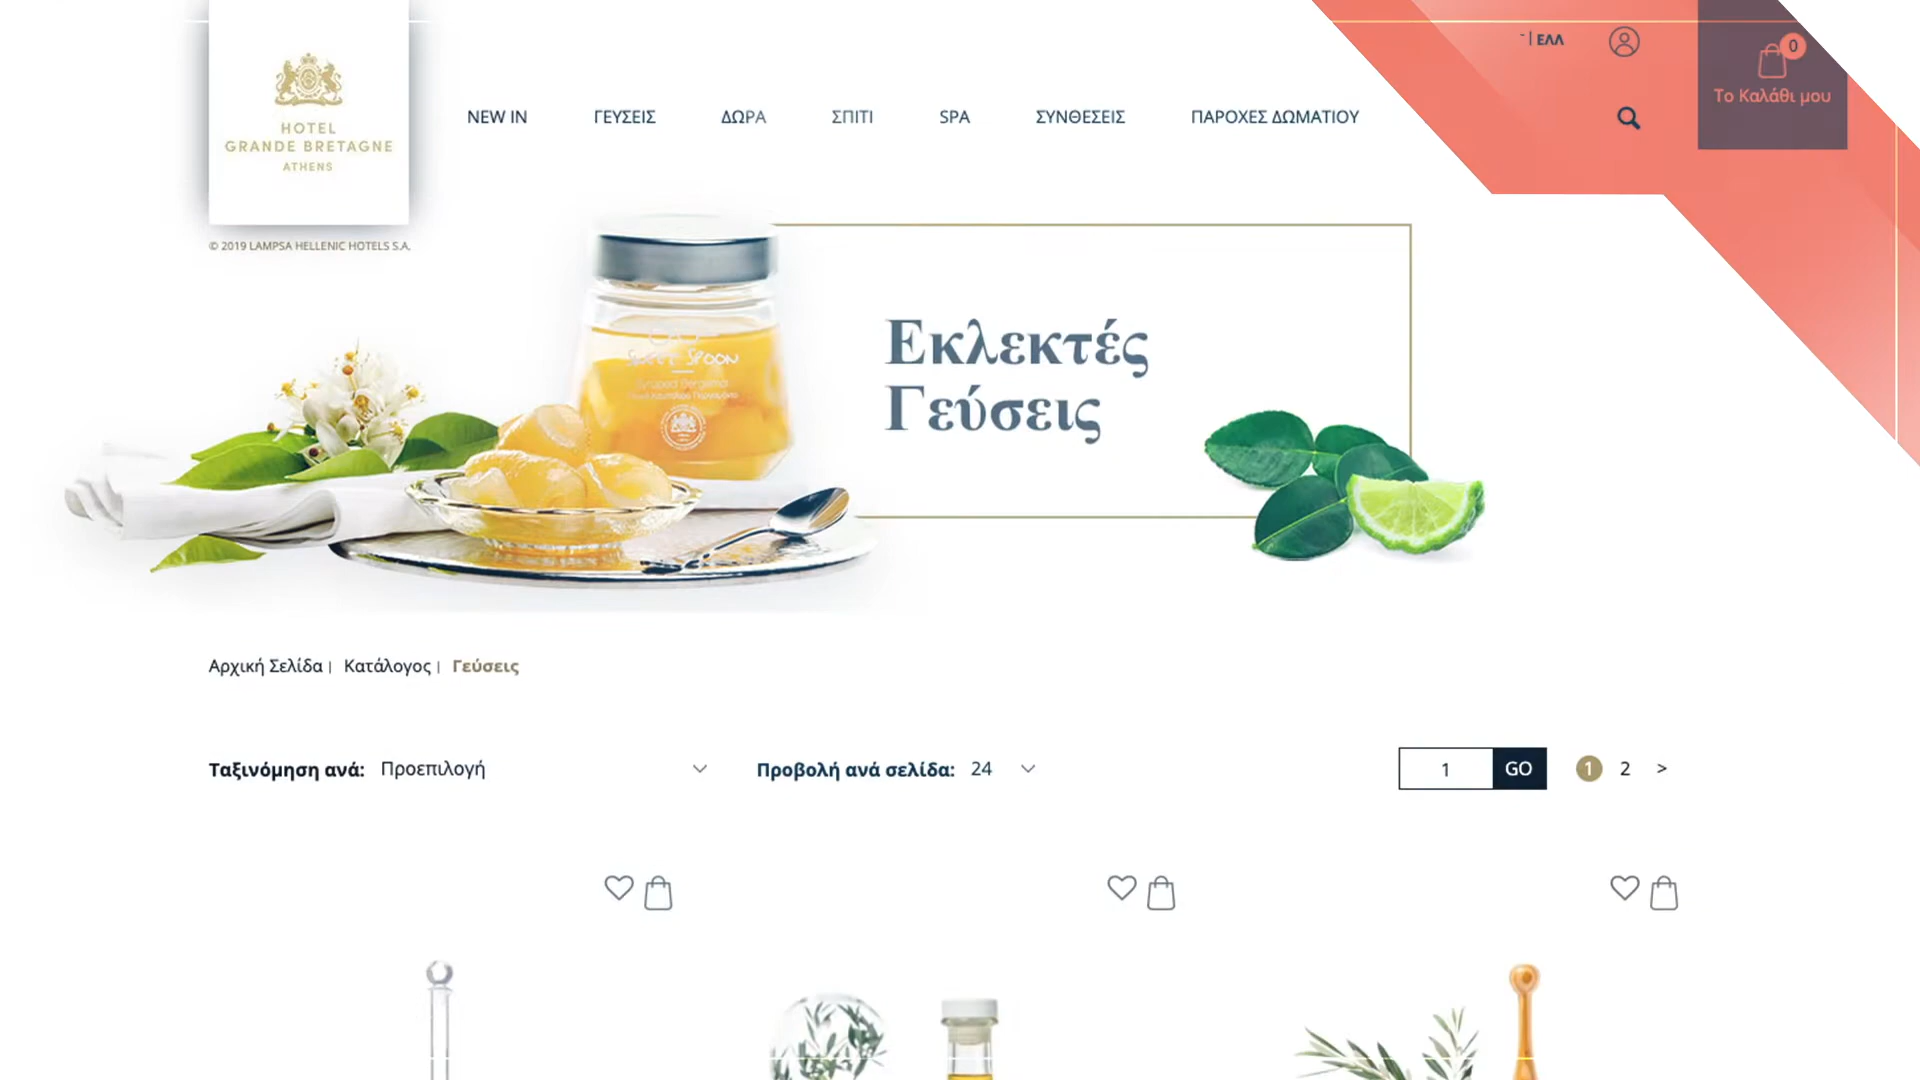 HOTEL
GRANDE BRETAGNE
ATHENS
© 2019 LAMPSA HELLENIC HOTELS S.A.
NEW IN ΓΕΥΣΕΙΣ ΔΩΡΑ ΣΠΙΤΙ SPA ΣΥΝΘΕΣΕΙΣ ΠΑΡΟΧΕΣ ΔΩΜΑΤΙΟΥ
| ΕΛΛ
0
Το Καλάθι μου
SWEET SPOON
Εκλεκτές
Γεύσεις
Αρχική Σελίδα | Κατάλογος | Γεύσεις
Ταξινόμηση ανά: Προεπιλογή Προβολή ανά σελίδα: 24 1 GO 1 2 >